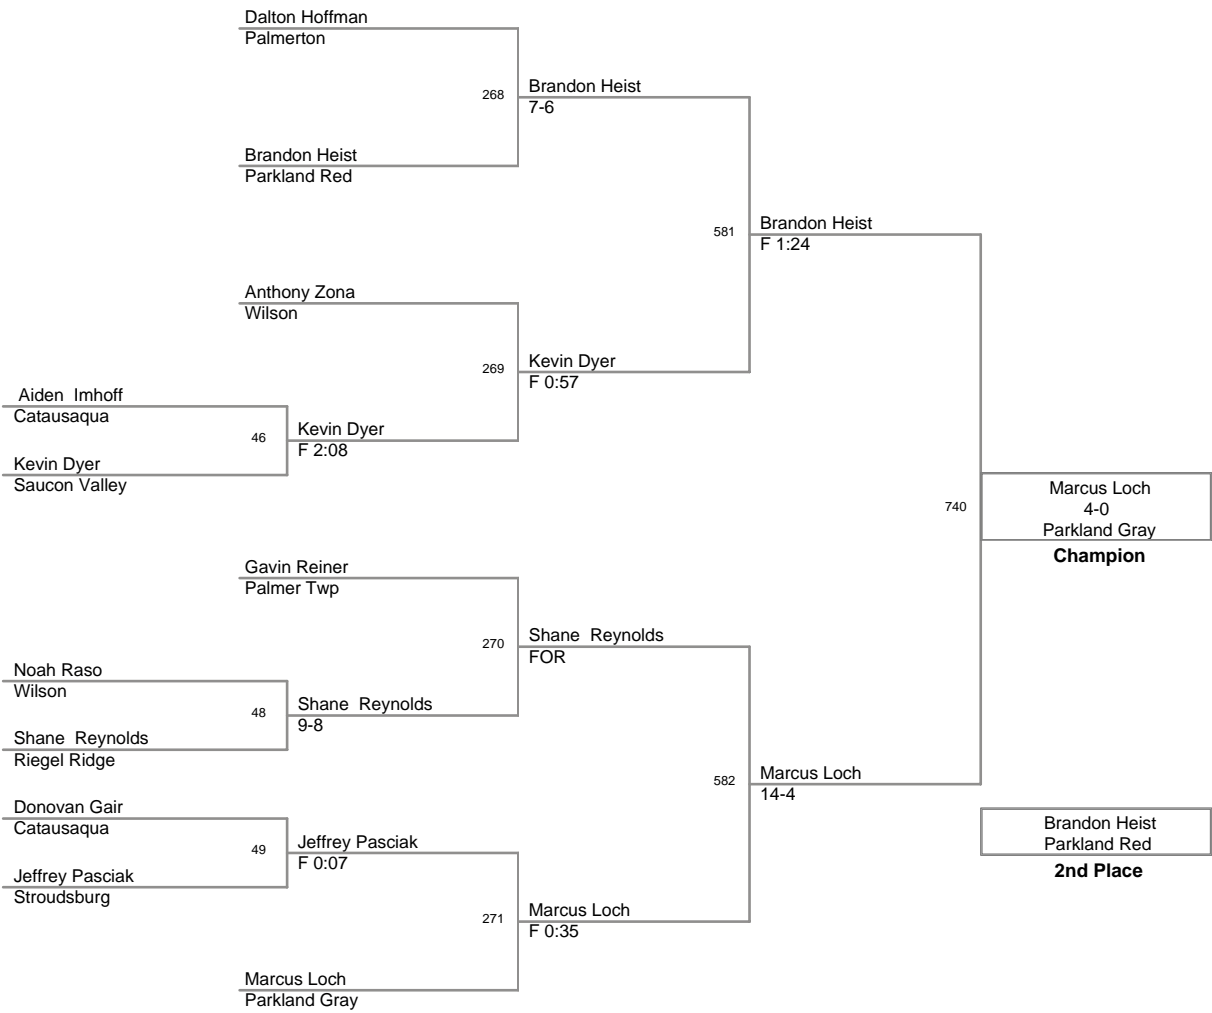 Dalton Hoffman
Palmerton
268
Brandon Heist
7-6
Brandon Heist
Parkland Red
581
Brandon Heist
F 1:24
Anthony Zona
Wilson
269
Kevin Dyer
F 0:57
Aiden  Imhoff
Catausaqua
46
Kevin Dyer
F 2:08
Kevin Dyer
Saucon Valley
740
Marcus Loch
4-0
Parkland Gray
Champion
Gavin Reiner
Palmer Twp
270
Shane  Reynolds
FOR
Noah Raso
Wilson
48
Shane  Reynolds
9-8
Shane  Reynolds
Riegel Ridge
582
Marcus Loch
14-4
Donovan Gair
Catausaqua
49
Jeffrey Pasciak
F 0:07
Jeffrey Pasciak
Stroudsburg
271
Marcus Loch
F 0:35
Marcus Loch
Parkland Gray
Brandon Heist
Parkland Red
2nd Place